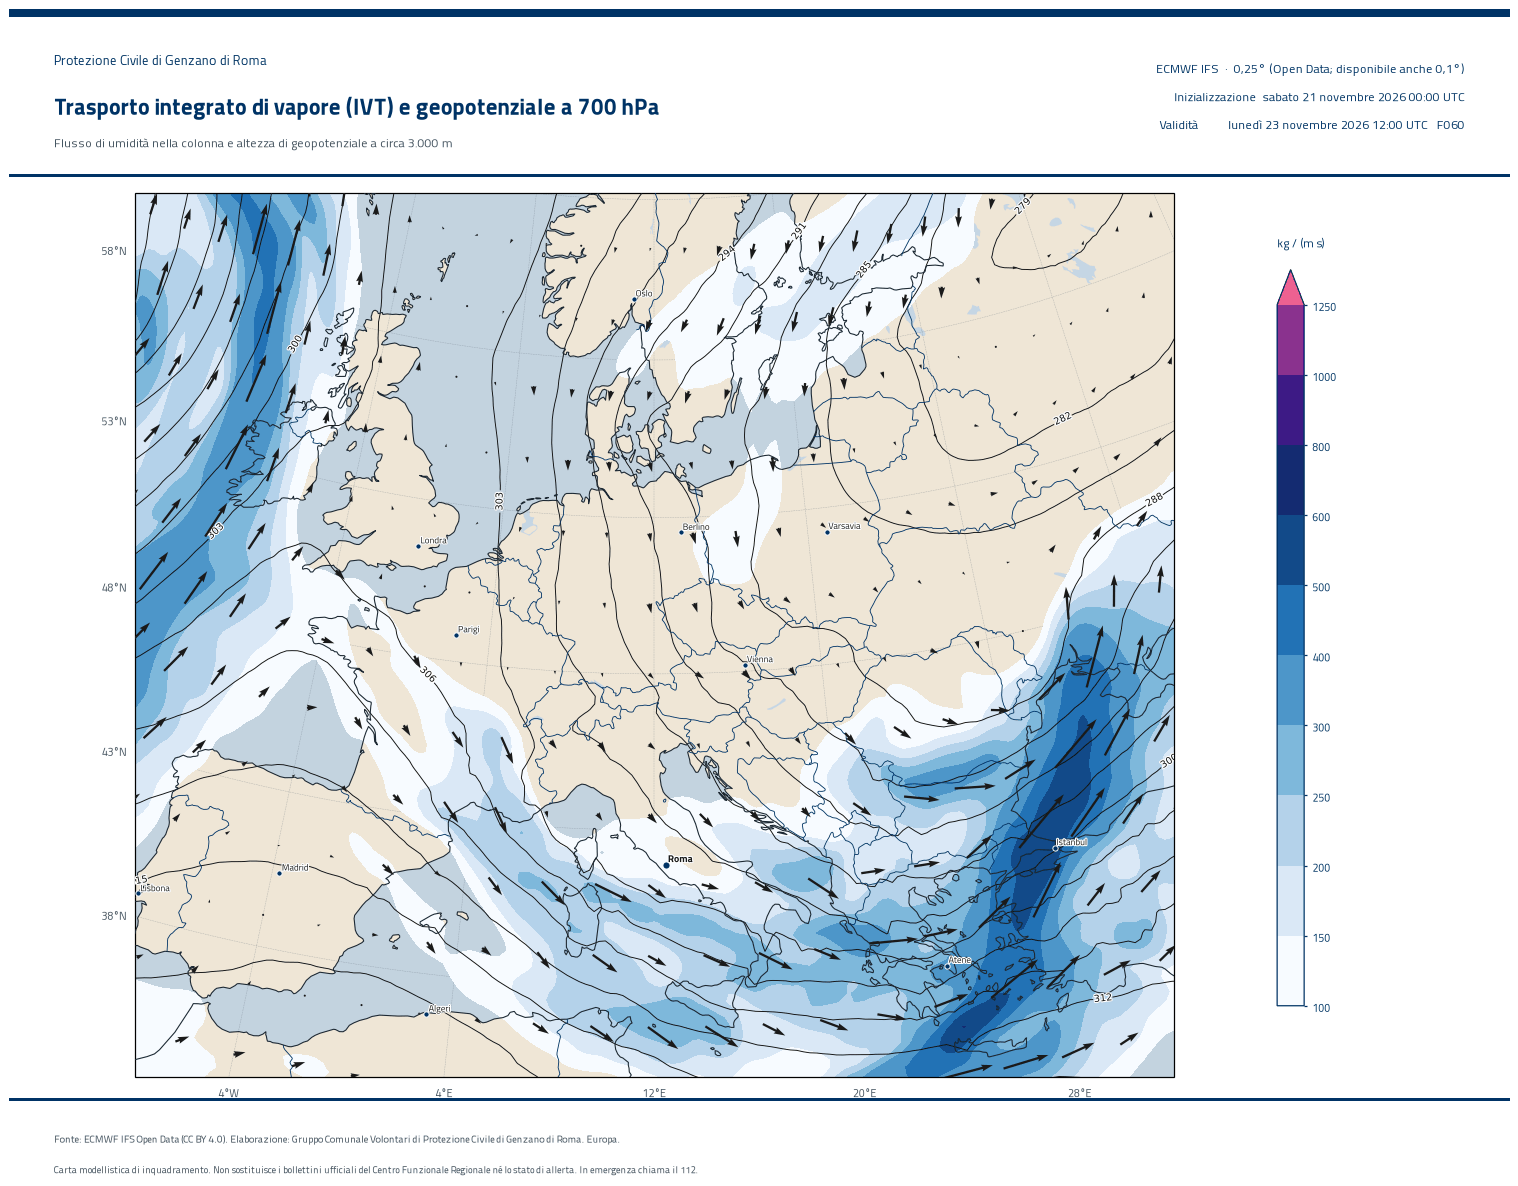 Protezione Civile di Genzano di Roma
Trasporto integrato di vapore (IVT) e geopotenziale a 700 hPa
Flusso di umidità nella colonna e altezza di geopotenziale a circa 3.000 m
ECMWF IFS · 0,25° (Open Data; disponibile anche 0,1°)
Inizializzazione sabato 21 novembre 2026 00:00 UTC
Validità lunedì 23 novembre 2026 12:00 UTC F060
kg / (m s)
1250
1000
800
600
500
400
300
250
200
150
100
58°N
53°N
48°N
43°N
38°N
4°W
4°E
12°E
20°E
28°E
279
291
294
285
300
282
303
288
303
306
300
312
15
Oslo
Berlino
Varsavia
Londra
Parigi
Vienna
Roma
Istanbul
Madrid
Lisbona
Atene
Algeri
Fonte: ECMWF IFS Open Data (CC BY 4.0). Elaborazione: Gruppo Comunale Volontari di Protezione Civile di Genzano di Roma. Europa.
Carta modellistica di inquadramento. Non sostituisce i bollettini ufficiali del Centro Funzionale Regionale né lo stato di allerta. In emergenza chiama il 112.